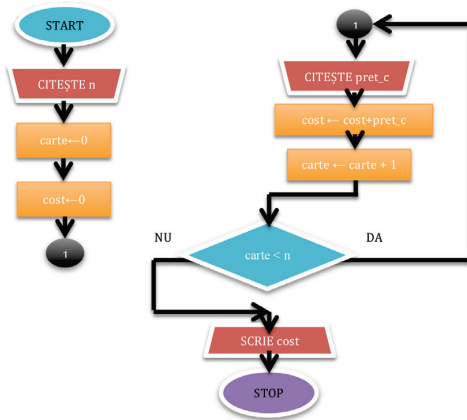 START
CITEȘTE n
carte←0
cost←0
1
1
CITEȘTE pret_c
cost ← cost+pret_c
carte ← carte + 1
NU
DA
carte < n
SCRIE cost
STOP